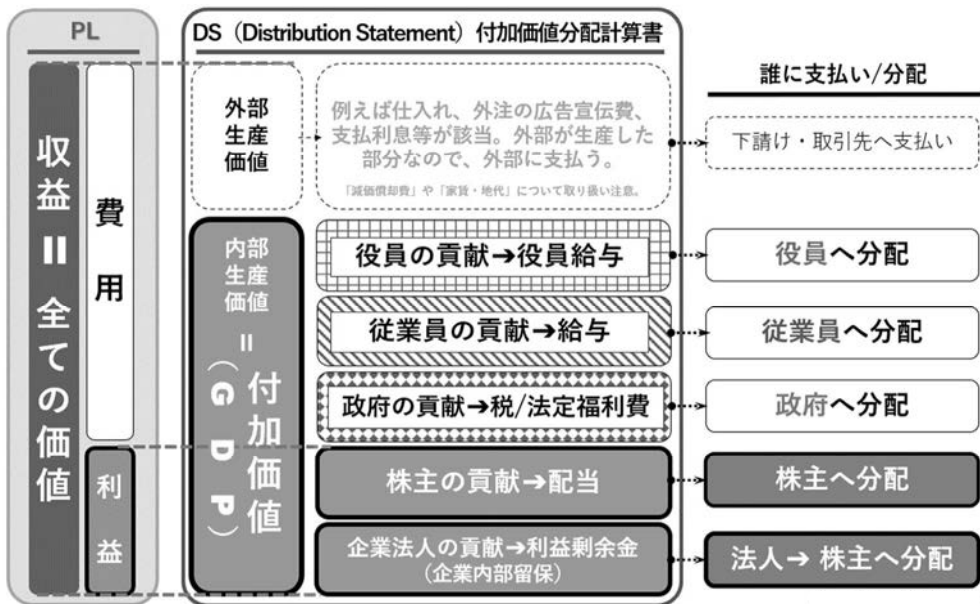 PL
収益＝全ての価値
費用
利益
DS（Distribution Statement）付加価値分配計算書
外部
生産
価値
例えば仕入れ、外注の広告宣伝費、
支払利息等が該当。外部が生産した
部分なので、外部に支払う。
「減価償却費」や「家賃・地代」について取り扱い注意。
内部
生産
価値
＝
付加価値
（GDP）
役員の貢献→役員給与
従業員の貢献→給与
政府の貢献→税/法定福利費
株主の貢献→配当
企業法人の貢献→利益剰余金
（企業内部留保）
誰に支払い/分配
下請け・取引先へ支払い
役員へ分配
従業員へ分配
政府へ分配
株主へ分配
法人→ 株主へ分配